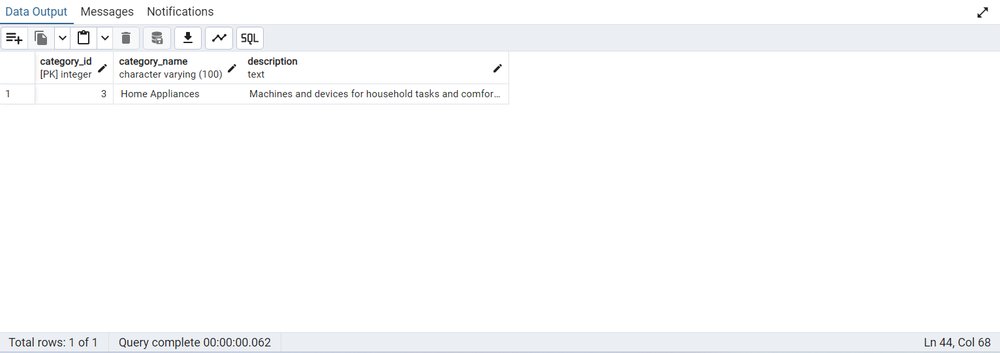 Data Output Messages Notifications
SQL
category_id category_name description
[PK] integer character varying (100) text
1 3 Home Appliances Machines and devices for household tasks and comfor...
Total rows: 1 of 1 Query complete 00:00:00.062 Ln 44, Col 68